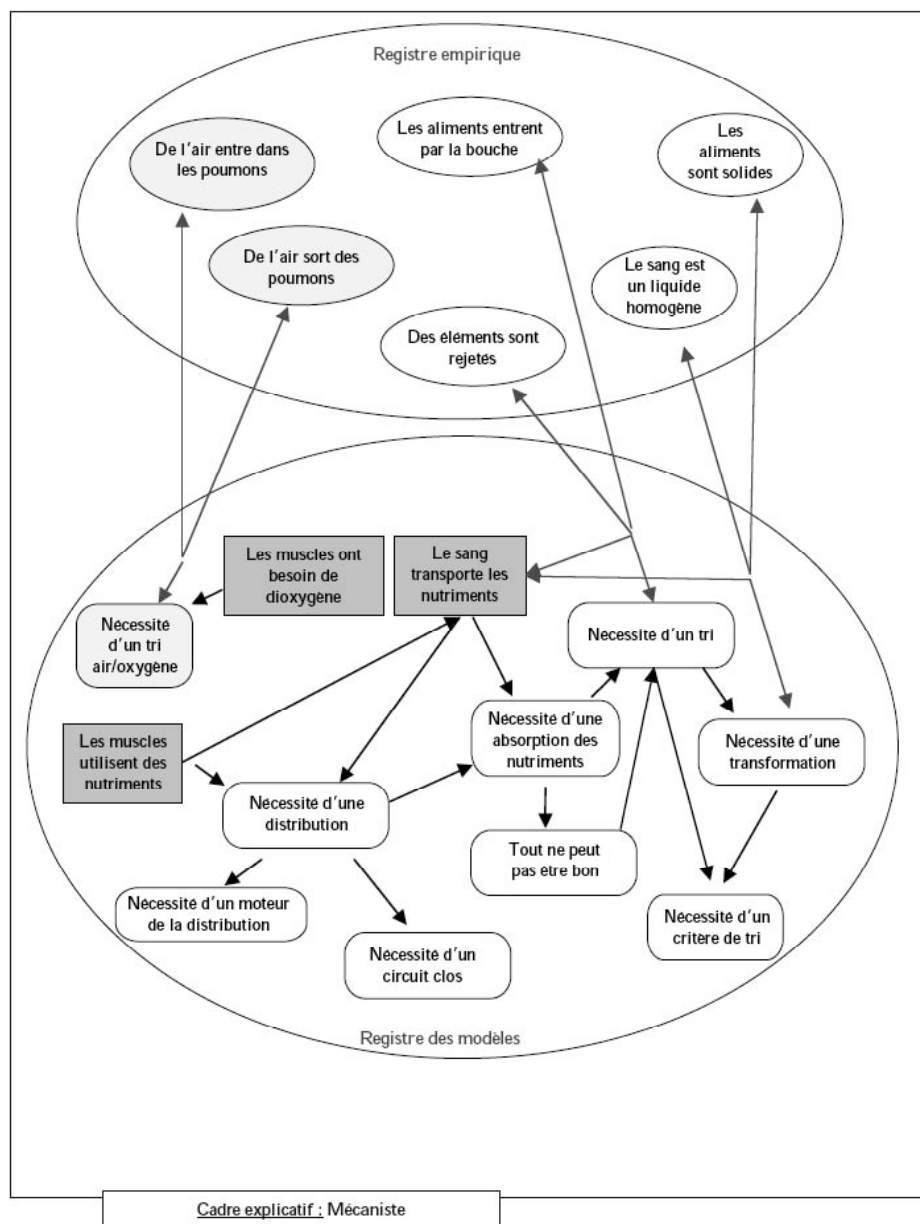 Registre empirique
De l'air entre dans
les poumons
Les aliments entrent
par la bouche
Les
aliments
sont solides
De l'air sort des
poumons
Le sang est
un liquide
homogène
Des éléments sont
rejetés
Les muscles ont
besoin de
dioxygène
Le sang
transporte les
nutriments
Nécessité
d'un tri
air/oxygène
Nécessité d'un tri
Les muscles
utilisent des
nutriments
Nécessité d'une
absorption des
nutriments
Nécessité d'une
transformation
Nécessité d'une
distribution
Tout ne peut
pas être bon
Nécessité d'un moteur
de la distribution
Nécessité d'un
critère de tri
Nécessité d'un
circuit clos
Registre des modèles
Cadre explicatif : Mécaniste